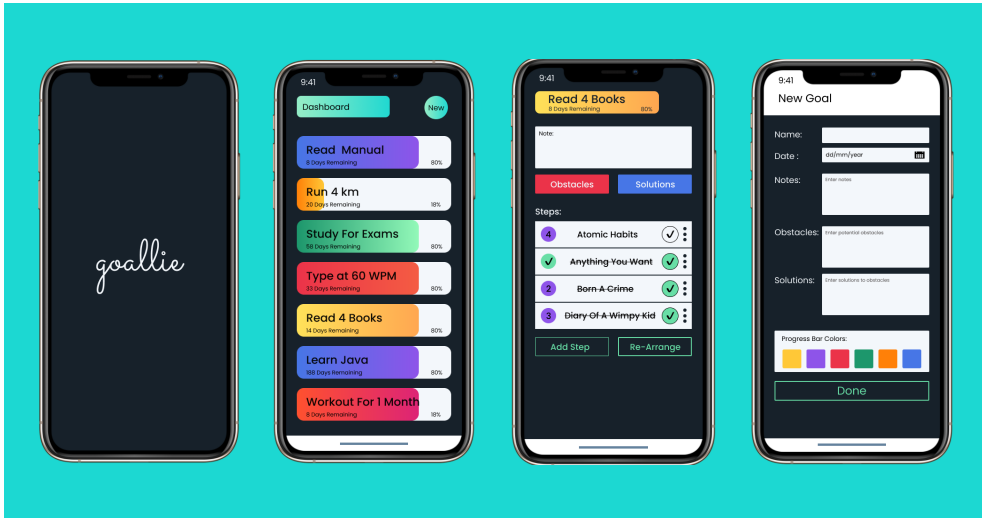 goallie
9:41
Dashboard
New
Read Manual
8 Days Remaining
80%
Run 4 km
20 Days Remaining
18%
Study For Exams
58 Days Remaining
80%
Type at 60 WPM
33 Days Remaining
80%
Read 4 Books
14 Days Remaining
80%
Learn Java
188 Days Remaining
80%
Workout For 1 Month
8 Days Remaining
18%
9:41
Read 4 Books
8 Days Remaining
80%
Note:
Obstacles
Solutions
Steps:
4 Atomic Habits
Anything You Want
2 Born A Crime
3 Diary Of A Wimpy Kid
Add Step
Re-Arrange
9:41
New Goal
Name:
Date :
dd/mm/year
Notes:
Enter notes
Obstacles:
Enter potential obstacles
Solutions:
Enter solutions to obstacles
Progress Bar Colors:
Done